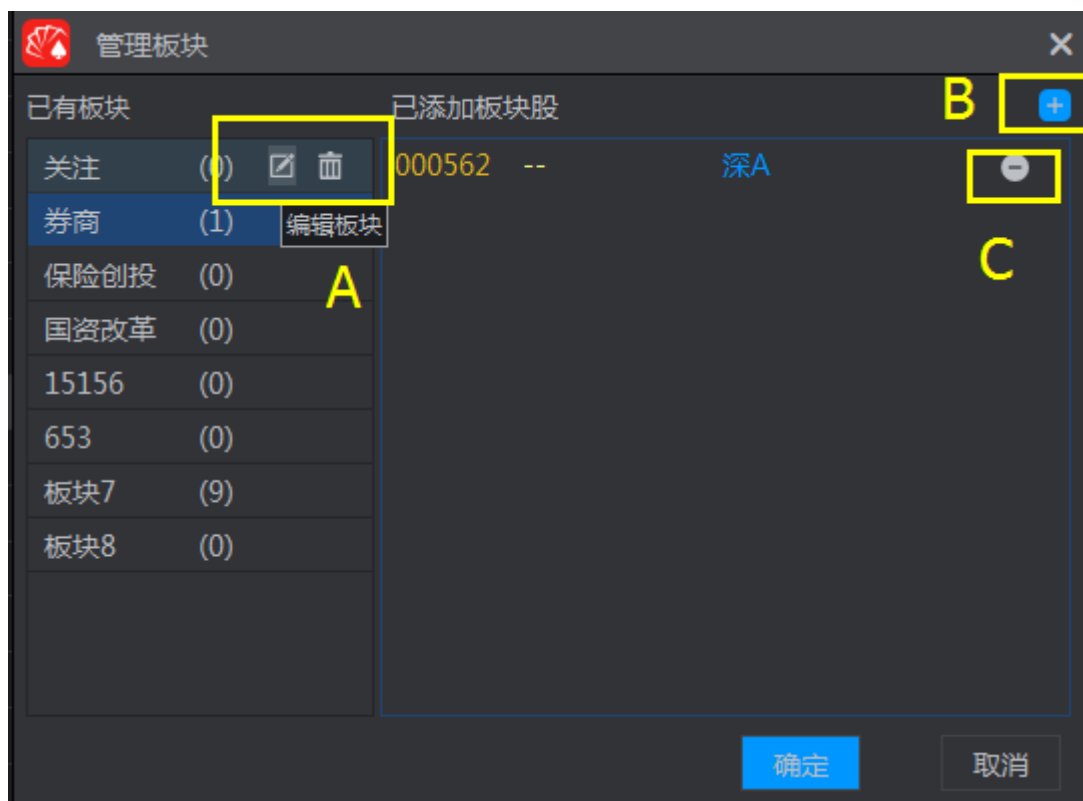 管理板块
已有板块 已添加板块股 B
关注 (0) 000562 -- 深A
券商 (1) 编辑板块
保险创投 (0) A C
国资改革 (0)
15156 (0)
653 (0)
板块7 (9)
板块8 (0)
确定 取消